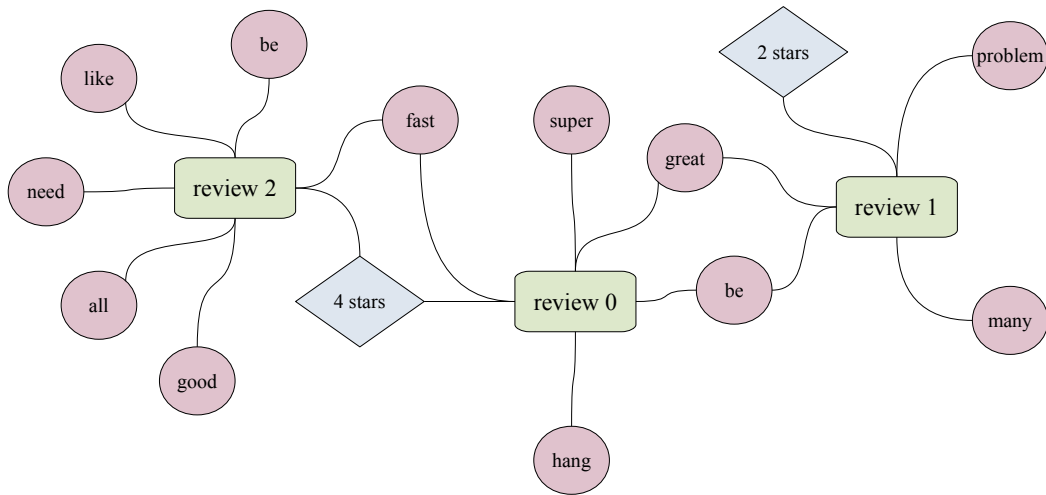 be
2 stars
problem
like
fast
super
great
need
review 2
review 1
all
4 stars
review 0
be
many
good
hang